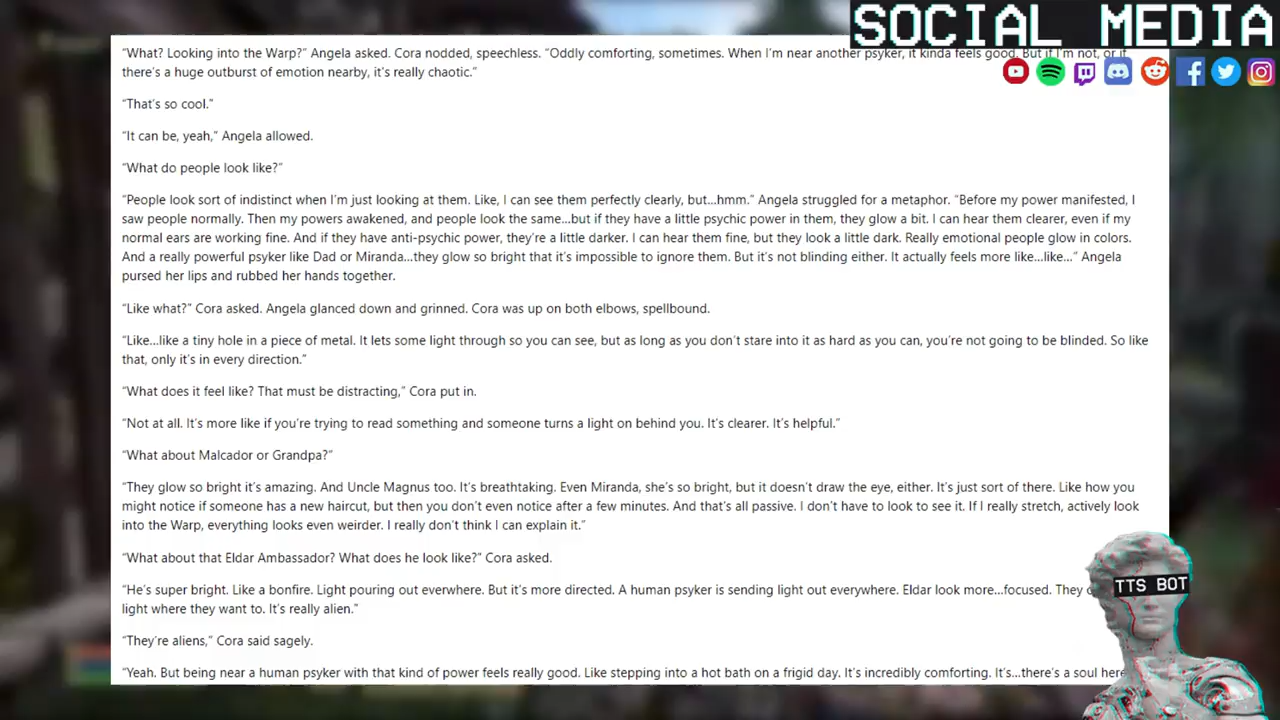 SOCIAL MEDIA
“What? Looking into the Warp?” Angela asked. Cora nodded, speechless. “Oddly comforting, sometimes. When I’m near another psyker, it kinda feels good. But if I’m not, or if
there’s a huge outburst of emotion nearby, it’s really chaotic.”
“That’s so cool.”
“It can be, yeah,” Angela allowed.
“What do people look like?”
“People look sort of indistinct when I’m just looking at them. Like, I can see them perfectly clearly, but…hmm.” Angela struggled for a metaphor. “Before my power manifested, I
saw people normally. Then my powers awakened, and people look the same…but if they have a little psychic power in them, they glow a bit. I can hear them clearer, even if my
normal ears are working fine. And if they have anti-psychic power, they’re a little darker. I can hear them fine, but they look a little dark. Really emotional people glow in colors.
And a really powerful psyker like Dad or Miranda…they glow so bright that it’s impossible to ignore them. But it’s not blinding either. It actually feels more like…like…” Angela
pursed her lips and rubbed her hands together.
“Like what?” Cora asked. Angela glanced down and grinned. Cora was up on both elbows, spellbound.
“Like…like a tiny hole in a piece of metal. It lets some light through so you can see, but as long as you don’t stare into it as hard as you can, you’re not going to be blinded. So like
that, only it’s in every direction.”
“What does it feel like? That must be distracting,” Cora put in.
“Not at all. It’s more like if you’re trying to read something and someone turns a light on behind you. It’s clearer. It’s helpful.”
“What about Malcador or Grandpa?”
“They glow so bright it’s amazing. And Uncle Magnus too. It’s breathtaking. Even Miranda, she’s so bright, but it doesn’t draw the eye, either. It’s just sort of there. Like how you
might notice if someone has a new haircut, but then you don’t even notice after a few minutes. And that’s all passive. I don’t have to look to see it. If I really stretch, actively look
into the Warp, everything looks even weirder. I really don’t think I can explain it.”
“What about that Eldar Ambassador? What does he look like?” Cora asked.
“He’s super bright. Like a bonfire. Light pouring out everwhere. But it’s more directed. A human psyker is sending light out everywhere. Eldar look more…focused. They
light where they want to. It’s really alien.”
“They’re aliens,” Cora said sagely.
“Yeah. But being near a human psyker with that kind of power feels really good. Like stepping into a hot bath on a frigid day. It’s incredibly comforting. It’s…there’s a soul here
TTS BOT